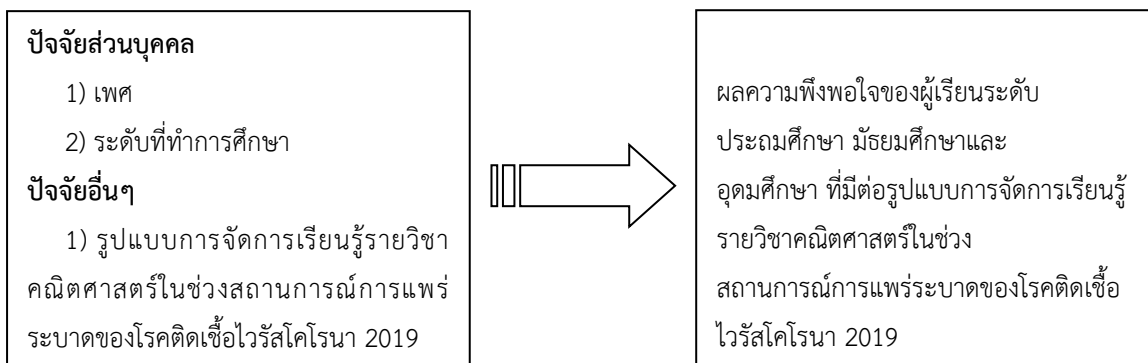 ปัจจัยส่วนบุคคล
1) เพศ
2) ระดับที่ทำการศึกษา
ปัจจัยอื่นๆ
1) รูปแบบการจัดการเรียนรู้รายวิชา
คณิตศาสตร์ในช่วงสถานการณ์การแพร่
ระบาดของโรคติดเชื้อไวรัสโคโรนา 2019
ผลความพึงพอใจของผู้เรียนระดับ
ประถมศึกษา มัธยมศึกษาและ
อุดมศึกษา ที่มีต่อรูปแบบการจัดการเรียนรู้
รายวิชาคณิตศาสตร์ในช่วง
สถานการณ์การแพร่ระบาดของโรคติดเชื้อ
ไวรัสโคโรนา 2019